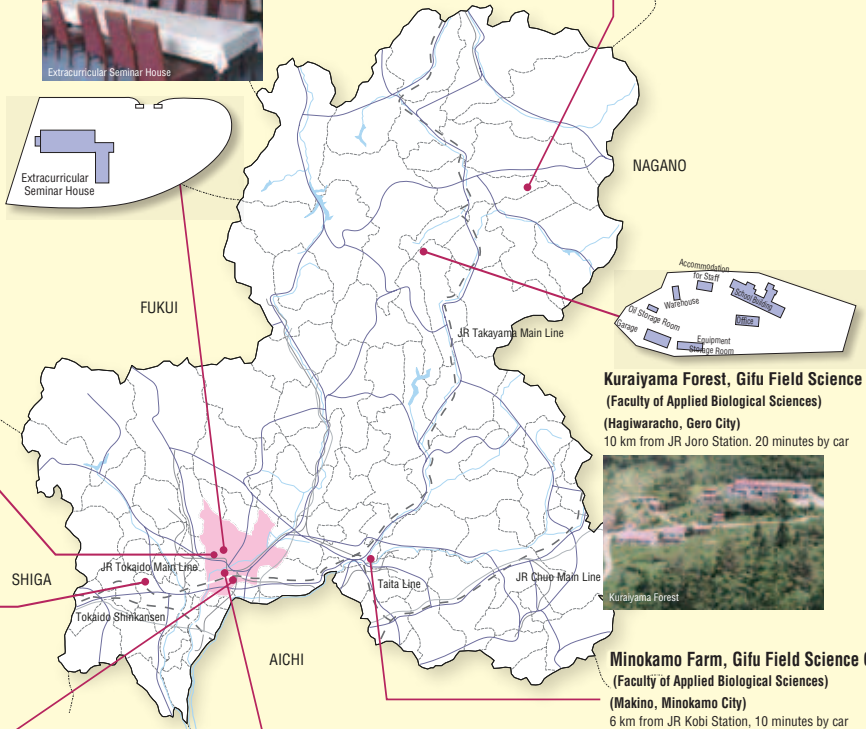 Extracurricular Seminar House
Extracurricular
Seminar House
NAGANO
FUKUI
Accommodation
for Staff
School Building
Warehouse
Oil Storage Room
Office
Garage
Equipment
Storage Room
JR Takayama Main Line
Kuraiyama Forest, Gifu Field Science
(Faculty of Applied Biological Sciences)
(Hagiwaracho, Gero City)
10 km from JR Joro Station. 20 minutes by car
Kuraiyama Forest
SHIGA
JR Tokaido Main Line
Taita Line
JR Chuo Main Line
Tokaido Shinkansen
AICHI
Minokamo Farm, Gifu Field Science
(Faculty of Applied Biological Sciences)
(Makino, Minokamo City)
6 km from JR Kobi Station, 10 minutes by car